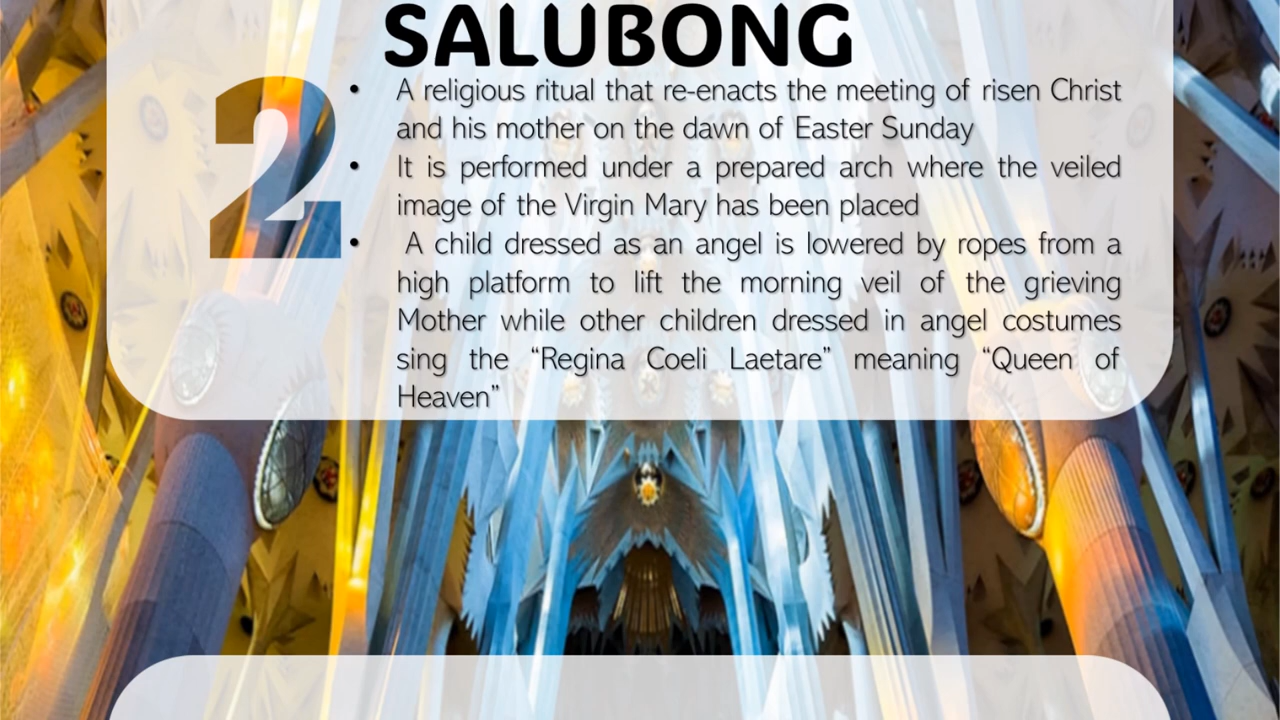 SALUBONG
2
• A religious ritual that re-enacts the meeting of risen Christ
and his mother on the dawn of Easter Sunday
• It is performed under a prepared arch where the veiled
image of the Virgin Mary has been placed
• A child dressed as an angel is lowered by ropes from a
high platform to lift the morning veil of the grieving
Mother while other children dressed in angel costumes
sing the “Regina Coeli Laetare” meaning “Queen of
Heaven”